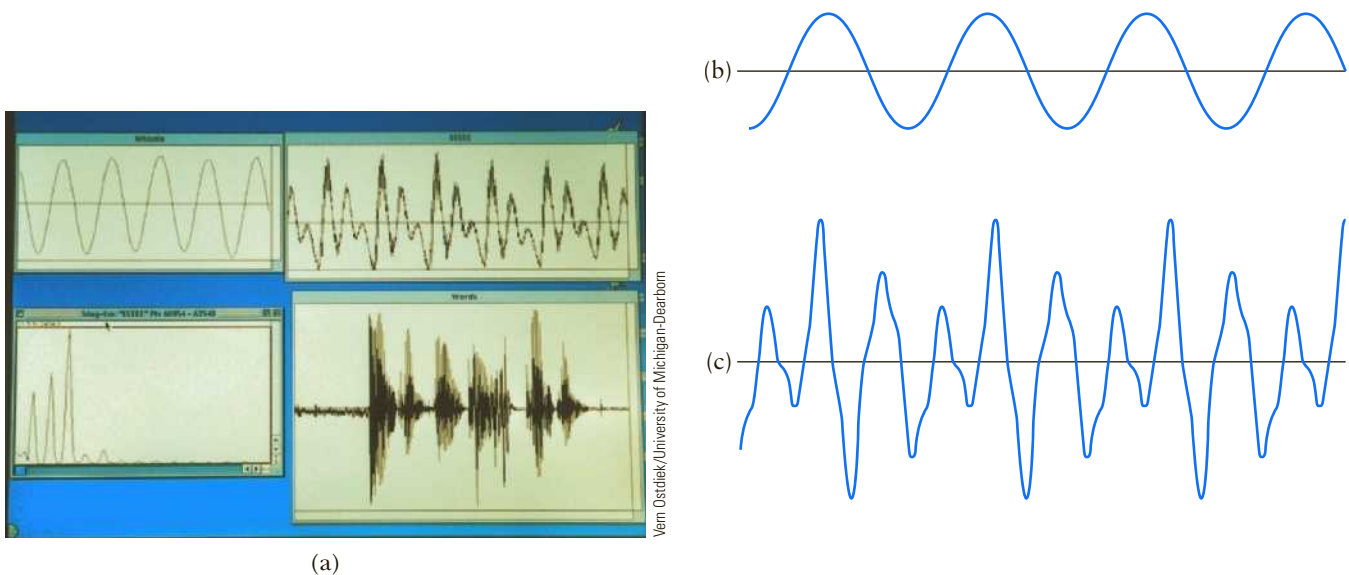 (b)
Whistle
Words
(c)
Vern Ostdiek/University of Michigan-Dearborn
(a)